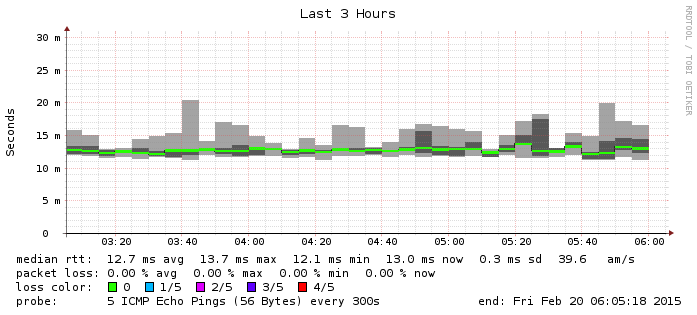 Last 3 Hours
RRDTOOL / TOBI OETIKER
Seconds
30 m
25 m
20 m
15 m
10 m
5 m
0
03:20 03:40 04:00 04:20 04:40 05:00 05:20 05:40 06:00
median rtt: 12.7 ms avg 13.7 ms max 12.1 ms min 13.0 ms now 0.3 ms sd 39.6 am/s
packet loss: 0.00 % avg 0.00 % max 0.00 % min 0.00 % now
loss color: 0 1/5 2/5 3/5 4/5
probe: 5 ICMP Echo Pings (56 Bytes) every 300s end: Fri Feb 20 06:05:18 2015